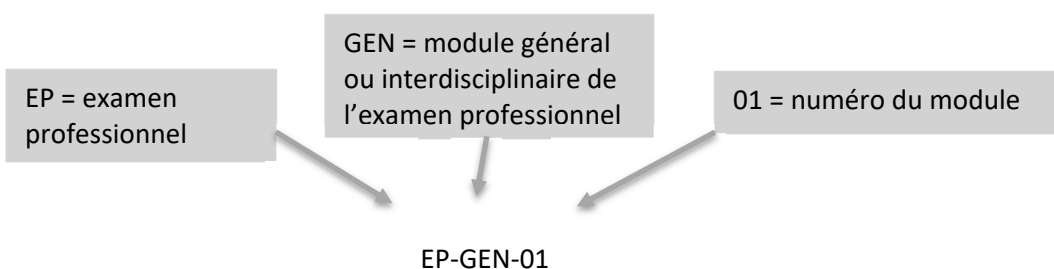 EP = examen
professionnel
GEN = module général
ou interdisciplinaire de
l’examen professionnel
01 = numéro du module
EP-GEN-01